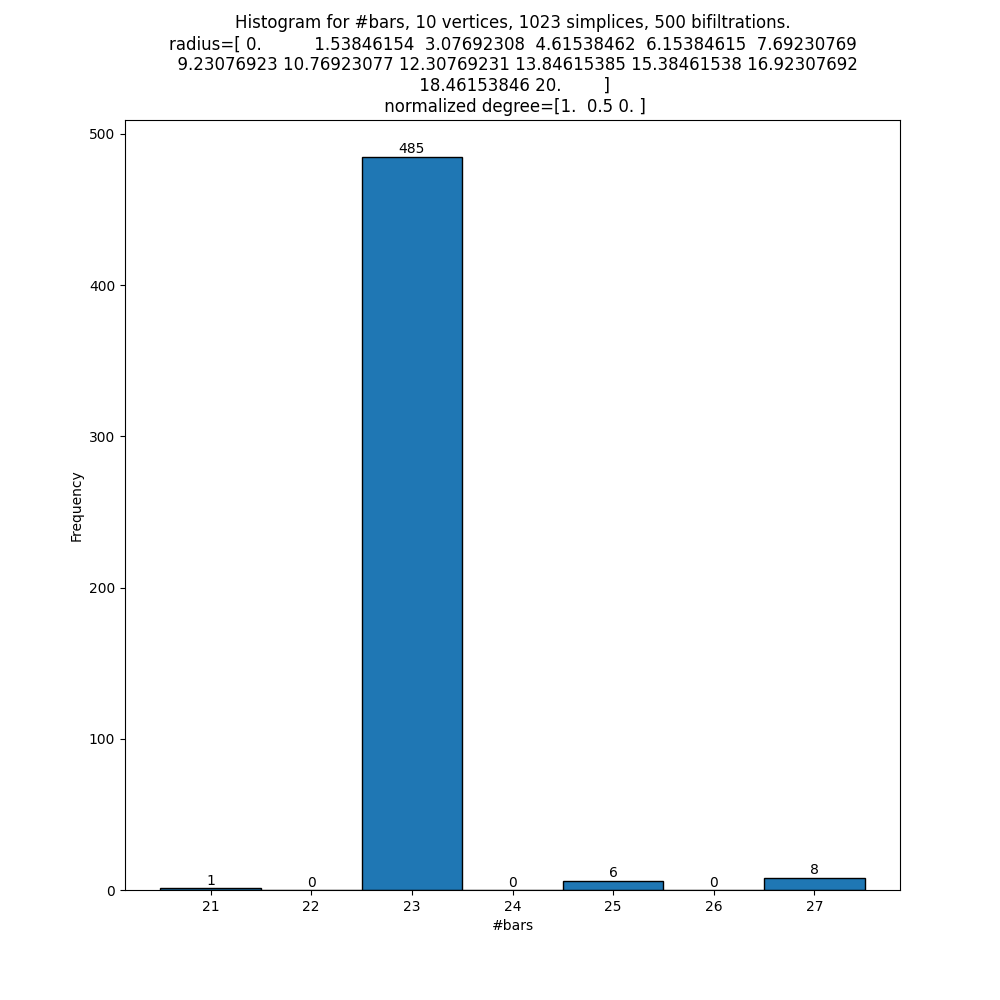 Histogram for #bars, 10 vertices, 1023 simplices, 500 bifiltrations.
radius=[ 0.          1.53846154  3.07692308  4.61538462  6.15384615  7.69230769
9.23076923 10.76923077 12.30769231 13.84615385 15.38461538 16.92307692
18.46153846 20.        ]
normalized degree=[1.  0.5 0. ]
500
485
400
300
Frequency
200
100
1
0
0
6
0
8
0
21
22
23
24
25
26
27
#bars